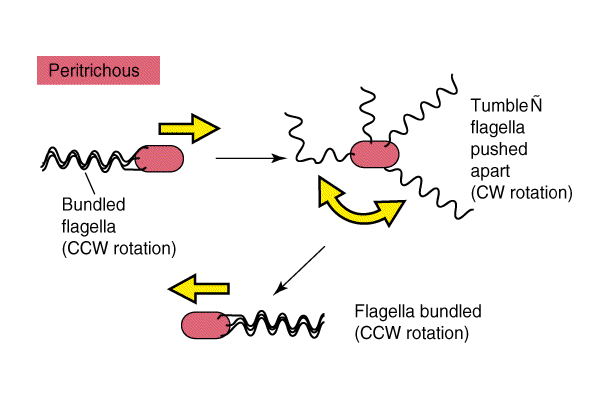 Peritrichous
Bundled
flagella
(CCW rotation)
TumbleÑ
flagella
pushed
apart
(CW rotation)
Flagella bundled
(CCW rotation)